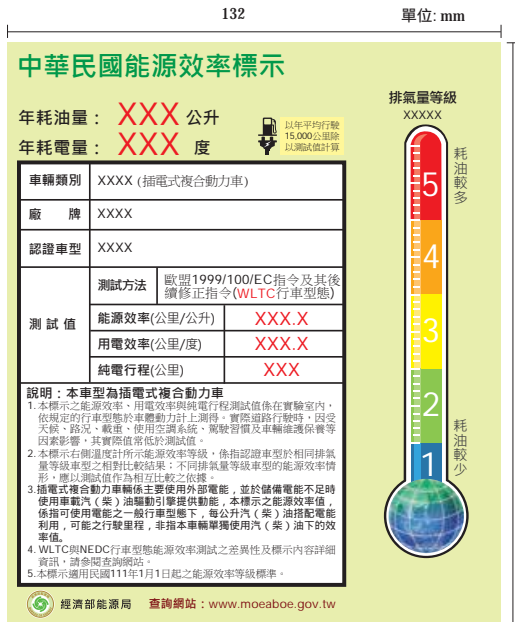 132
單位: mm
中華民國能源效率標示
年耗油量： XXX 公升
年耗電量： XXX 度
以年平均行駛
15,000公里除
以測試值計算
排氣量等級
XXXXX
耗油較多
5
4
3
2
1
耗油較少
車輛類別 XXXX (插電式複合動力車)
廠 牌 XXXX
認證車型 XXXX
測 試 值
測試方法 歐盟1999/100/EC指令及其後
續修正指令(WLTC行車型態)
能源效率(公里/公升) XXX.X
用電效率(公里/度) XXX.X
純電行程(公里) XXX
說明：本車型為插電式複合動力車
1.本標示之能源效率、用電效率與純電行程測試值係在實驗室內，
依規定的行車型態於車體動力計上測得。實際道路行駛時，因受
天候、路況、載重、使用空調系統、駕駛習慣及車輛維護保養等
因素影響，其實際值常低於測試值。
2.本標示右側溫度計所示能源效率等級，係指認證車型於相同排氣
量等級車型之相對比較結果；不同排氣量等級車型的能源效率情
形，應以測試值作為相互比較之依據。
3.插電式複合動力車輛係主要使用外部電能，並於儲備電能不足時
使用車載汽（柴）油驅動引擎提供動能，本標示之能源效率值，
係指可使用電能之一般行車型態下，每公升汽（柴）油搭配電能
利用，可能之行駛里程，非指本車輛單獨使用汽（柴）油下的效
率值。
4. WLTC與NEDC行車型態能源效率測試之差異性及標示內容詳細
資訊，請參閱查詢網站。
5.本標示適用民國111年1月1日起之能源效率等級標準。
經濟部能源局 查詢網站：www.moeaboe.gov.tw